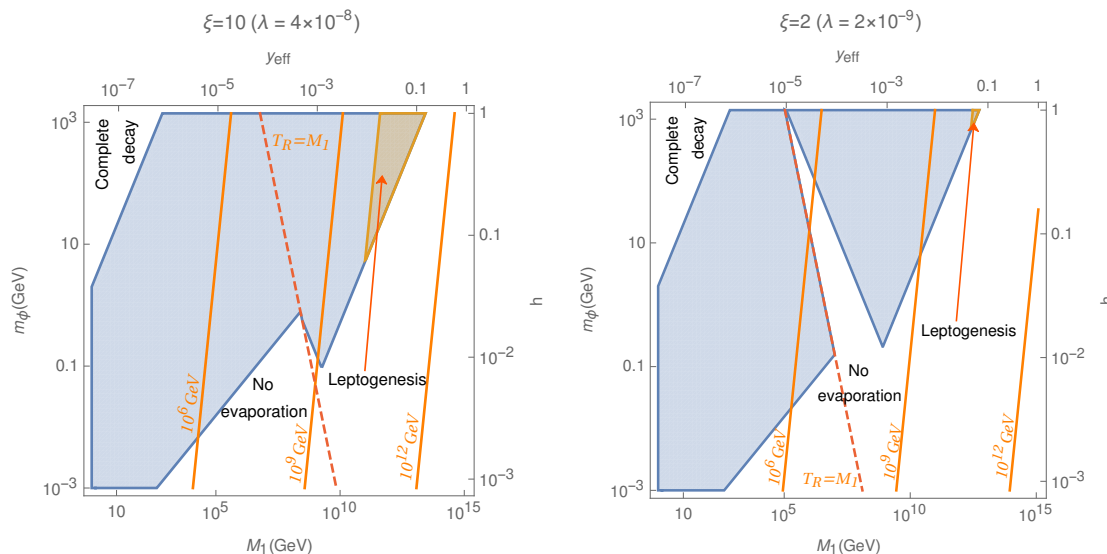 ξ=10 (λ = 4×10⁻⁸)
y_eff
10⁻⁷ 10⁻⁵ 10⁻³ 0.1
Complete decay
T_R=M_1
10³
10
0.1
10⁻³
m_ϕ(GeV)
1
0.1
10⁻²
10⁻³
h
Leptogenesis
No
evaporation
10⁶ GeV
10⁹ GeV
10¹² GeV
10 10⁵ 10¹⁰ 10¹⁵
M_1(GeV)
ξ=2 (λ = 2×10⁻⁹)
y_eff
10⁻⁷ 10⁻⁵ 10⁻³ 0.1 1
Complete
decay
10³
10
0.1
10⁻³
m_ϕ(GeV)
1
0.1
10⁻²
10⁻³
h
Leptogenesis
No
evaporation
10⁶ GeV
10⁹ GeV
10¹² GeV
T_R=M_1
10 10⁵ 10¹⁰ 10¹⁵
M_1(GeV)